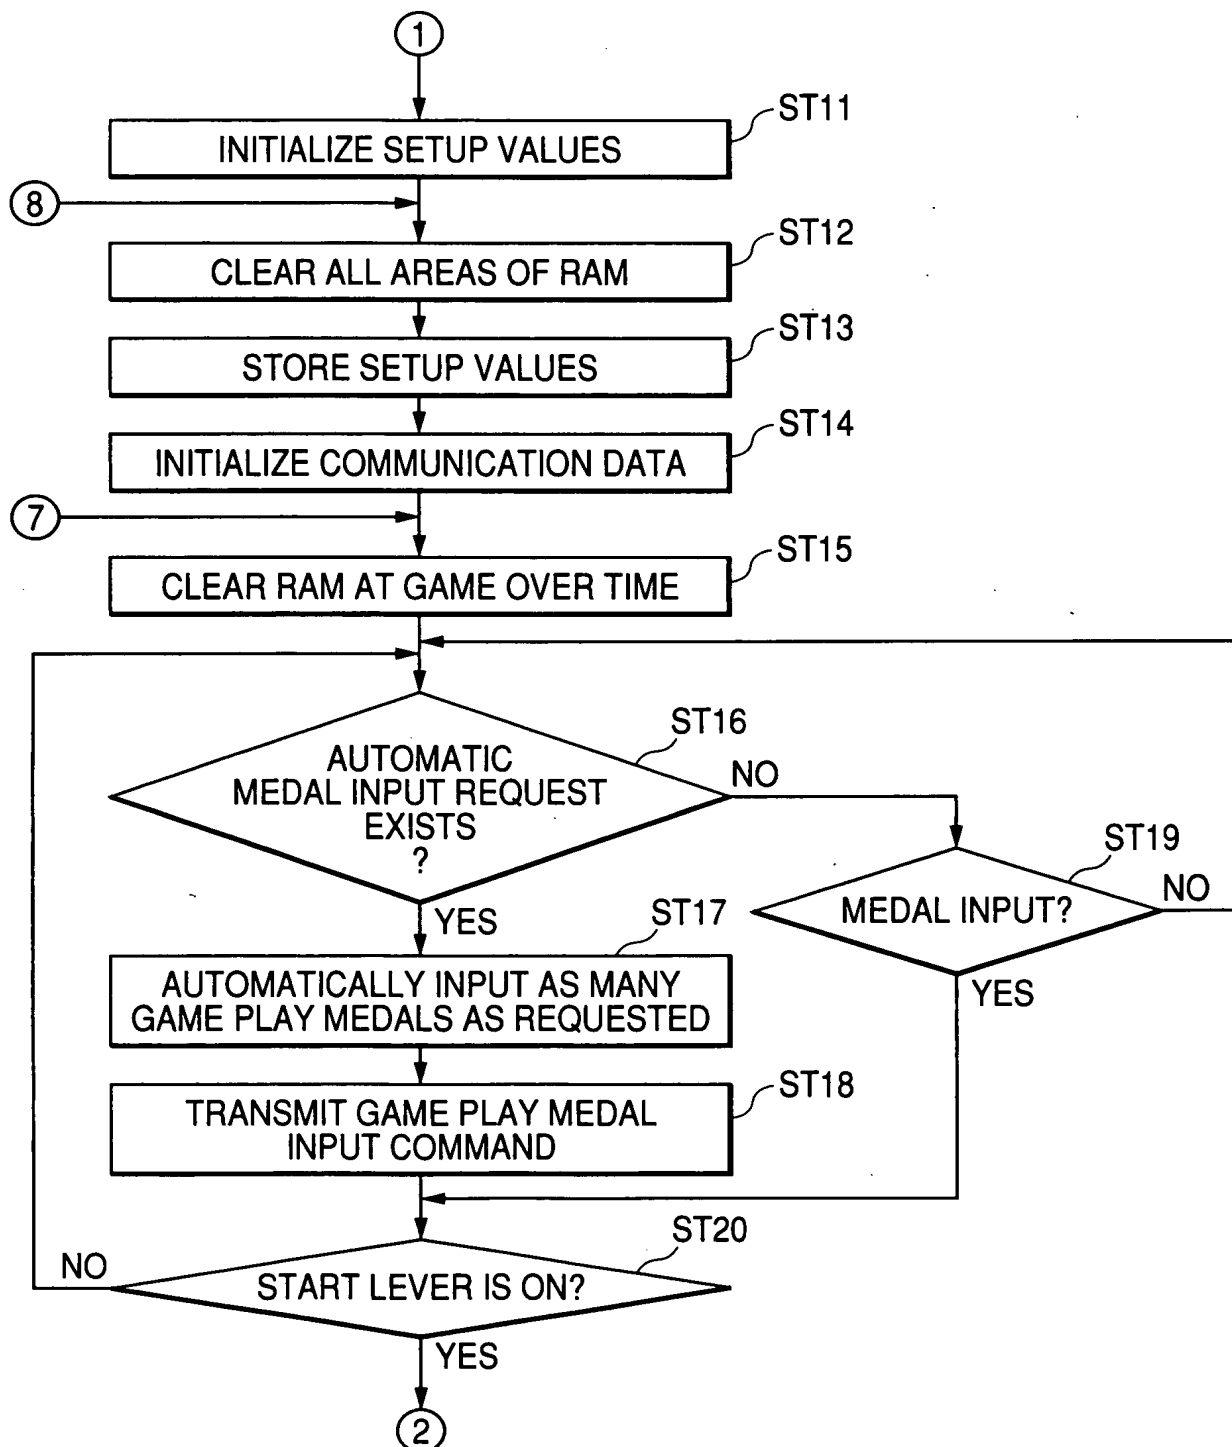 1
ST11
INITIALIZE SETUP VALUES
8
ST12
CLEAR ALL AREAS OF RAM
ST13
STORE SETUP VALUES
ST14
INITIALIZE COMMUNICATION DATA
7
ST15
CLEAR RAM AT GAME OVER TIME
ST16
AUTOMATIC
MEDAL INPUT REQUEST
EXISTS
?
NO
YES
ST19
MEDAL INPUT?
NO
YES
ST17
AUTOMATICALLY INPUT AS MANY
GAME PLAY MEDALS AS REQUESTED
ST18
TRANSMIT GAME PLAY MEDAL
INPUT COMMAND
ST20
START LEVER IS ON?
NO
YES
2